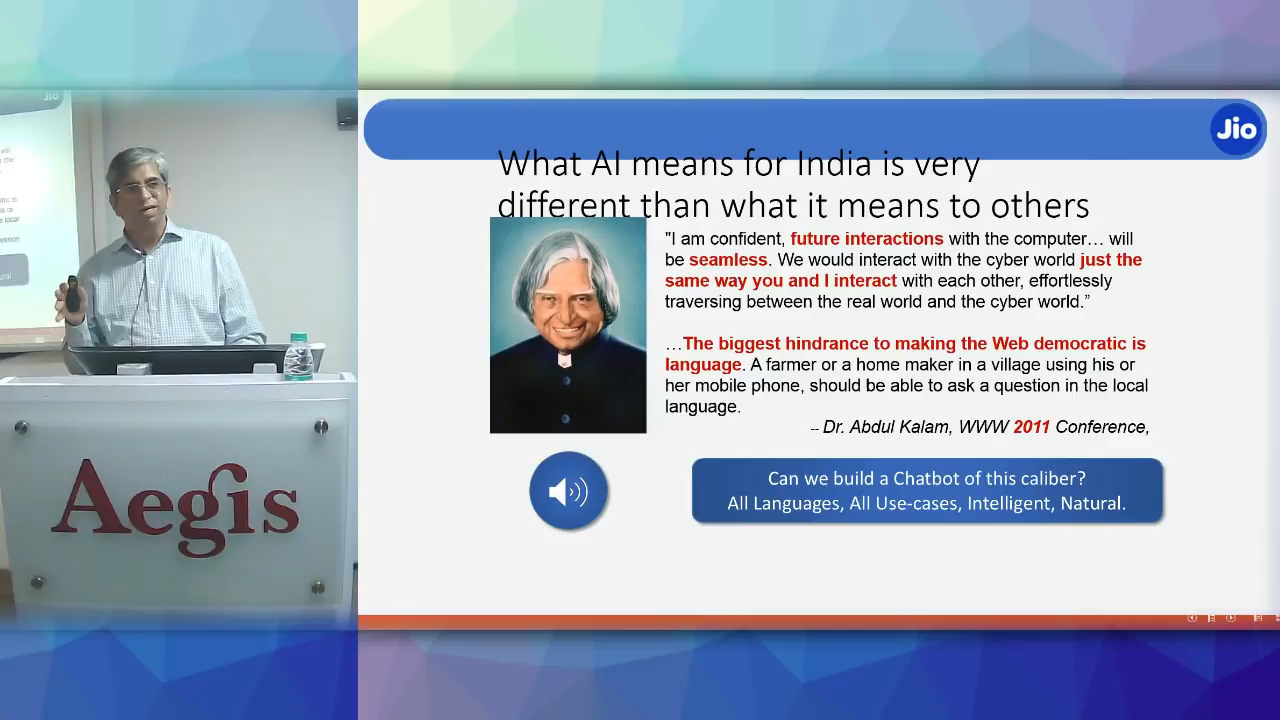 Jio
What AI means for India is very
different than what it means to others
"I am confident, future interactions with the computer… will
be seamless. We would interact with the cyber world just the
same way you and I interact with each other, effortlessly
traversing between the real world and the cyber world.”
…The biggest hindrance to making the Web democratic is
language. A farmer or a home maker in a village using his or
her mobile phone, should be able to ask a question in the local
language.
-- Dr. Abdul Kalam, WWW 2011 Conference,
Can we build a Chatbot of this caliber?
All Languages, All Use-cases, Intelligent, Natural.
Jio
will
the
or
local
Aegis